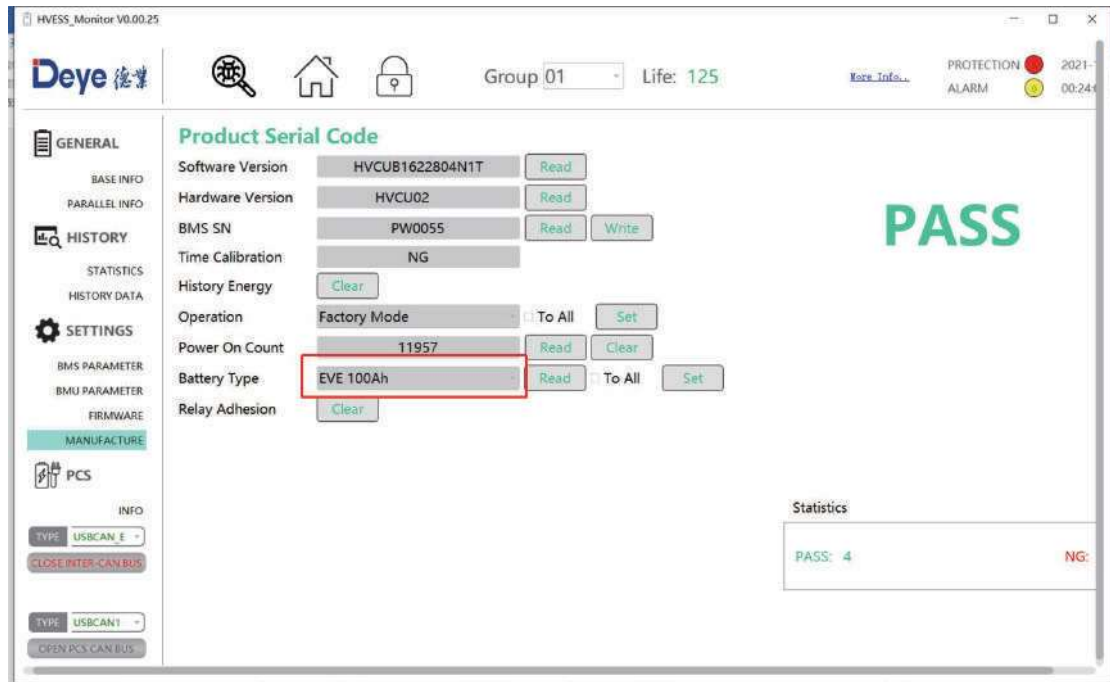 HVESS_Monitor V0.00.25
Deye 德業
Group 01
Life: 125
More Info..
PROTECTION
2021-
ALARM
00:24:
GENERAL
BASE INFO
PARALLEL INFO
HISTORY
STATISTICS
HISTORY DATA
SETTINGS
BMS PARAMETER
BMU PARAMETER
FIRMWARE
MANUFACTURE
PCS
INFO
TYPE USBCAN_E
CLOSE INTER-CAN BUS
TYPE USBCAN1
OPEN PCS CAN BUS
Product Serial Code
Software Version HVCUB1622804N1T Read
Hardware Version HVCU02 Read
BMS SN PW0055 Read Write
Time Calibration NG
History Energy Clear
Operation Factory Mode To All Set
Power On Count 11957 Read Clear
Battery Type EVE 100Ah Read To All Set
Relay Adhesion Clear
PASS
Statistics
PASS: 4 NG: